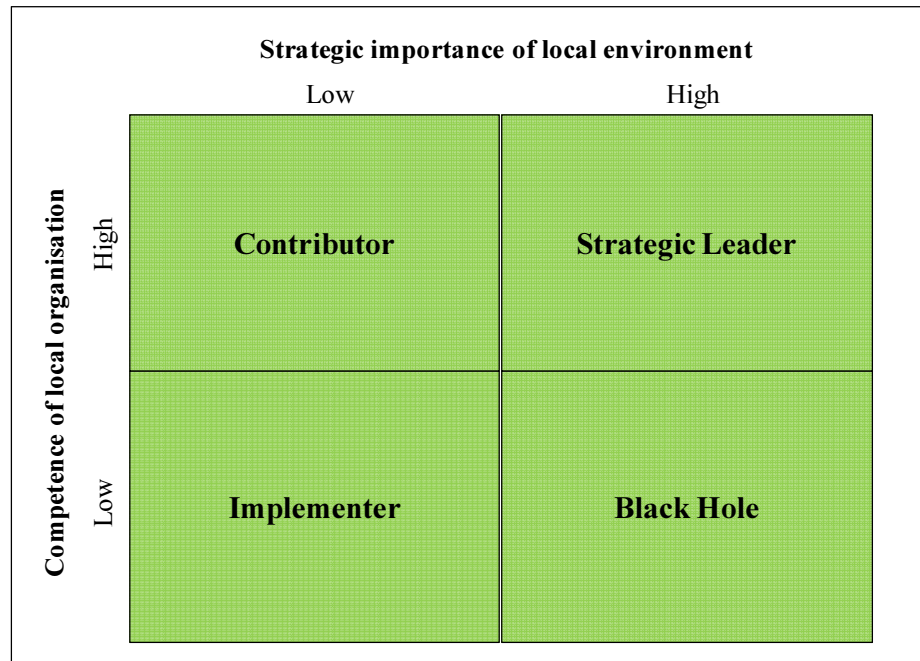 Strategic importance of local environment
Low
High
Competence of local organisation
High
Contributor
Strategic Leader
Low
Implementer
Black Hole